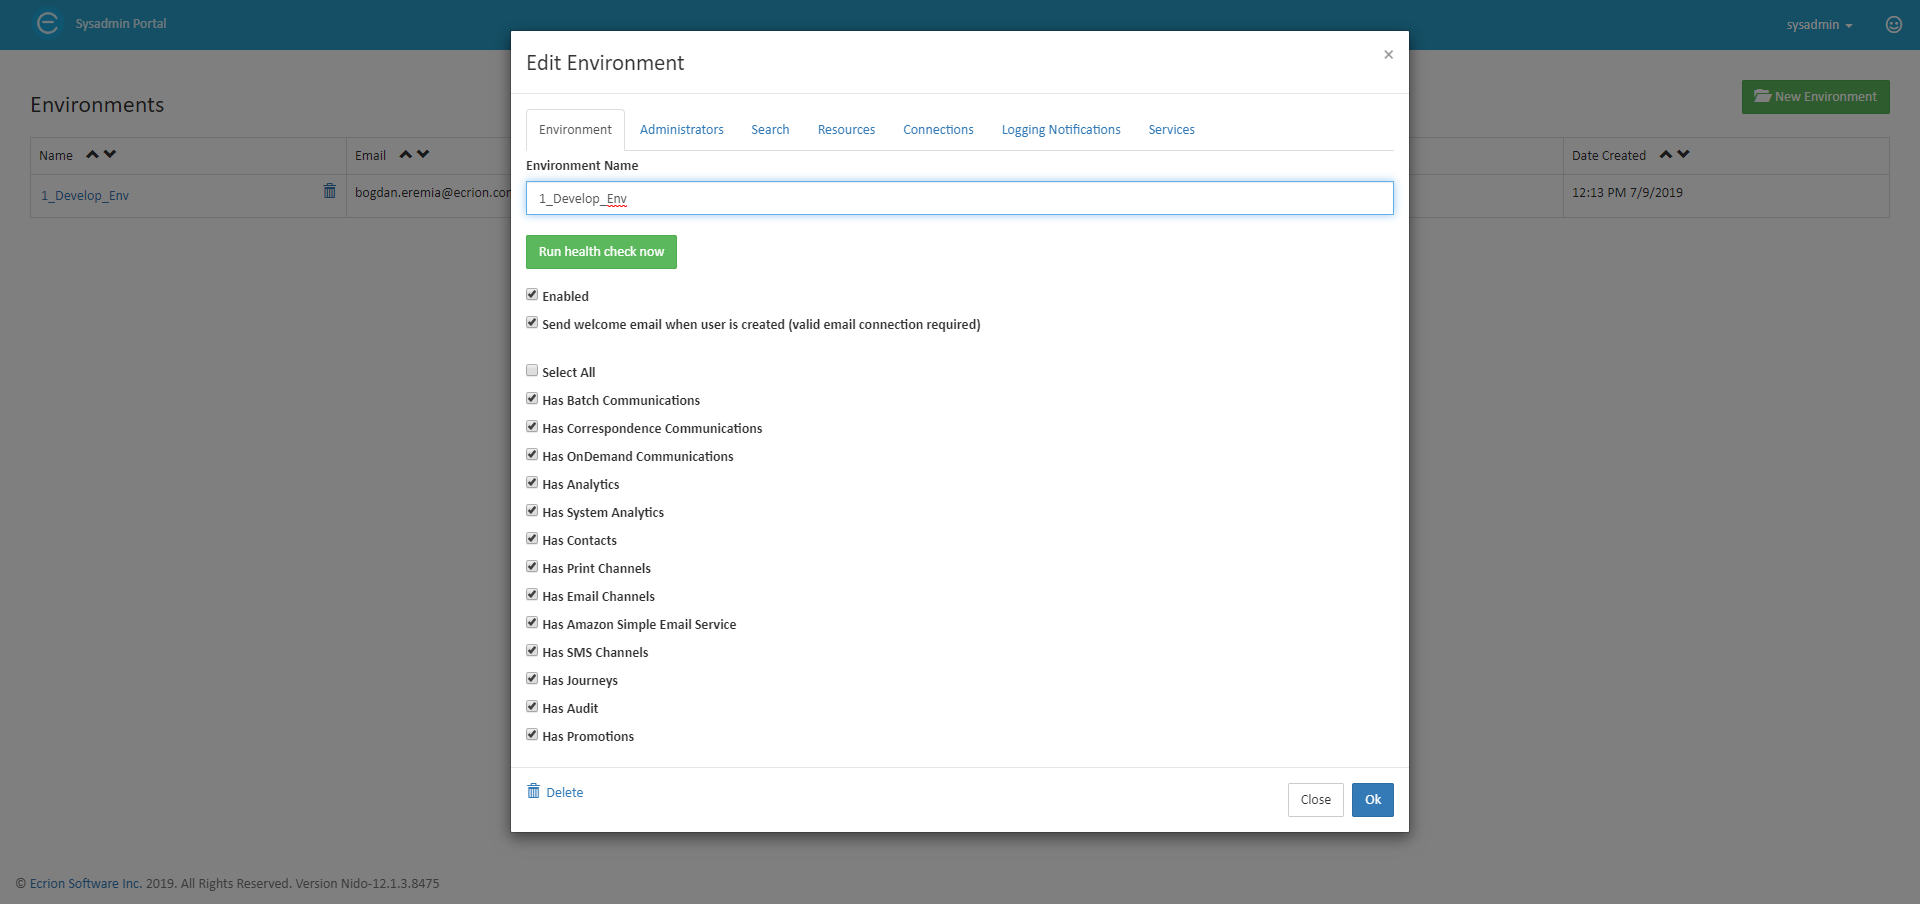 Sysadmin Portal
sysadmin
Edit Environment
×
Environments
New Environment
Environment Administrators Search Resources Connections Logging Notifications Services
Name Email Date Created
Environment Name
1_Develop_Env bogdan.eremia@ecrion.com 12:13 PM 7/9/2019
1_Develop_Env
Run health check now
Enabled
Send welcome email when user is created (valid email connection required)
Select All
Has Batch Communications
Has Correspondence Communications
Has OnDemand Communications
Has Analytics
Has System Analytics
Has Contacts
Has Print Channels
Has Email Channels
Has Amazon Simple Email Service
Has SMS Channels
Has Journeys
Has Audit
Has Promotions
Delete
Close Ok
© Ecrion Software Inc. 2019. All Rights Reserved. Version Nido-12.1.3.8475